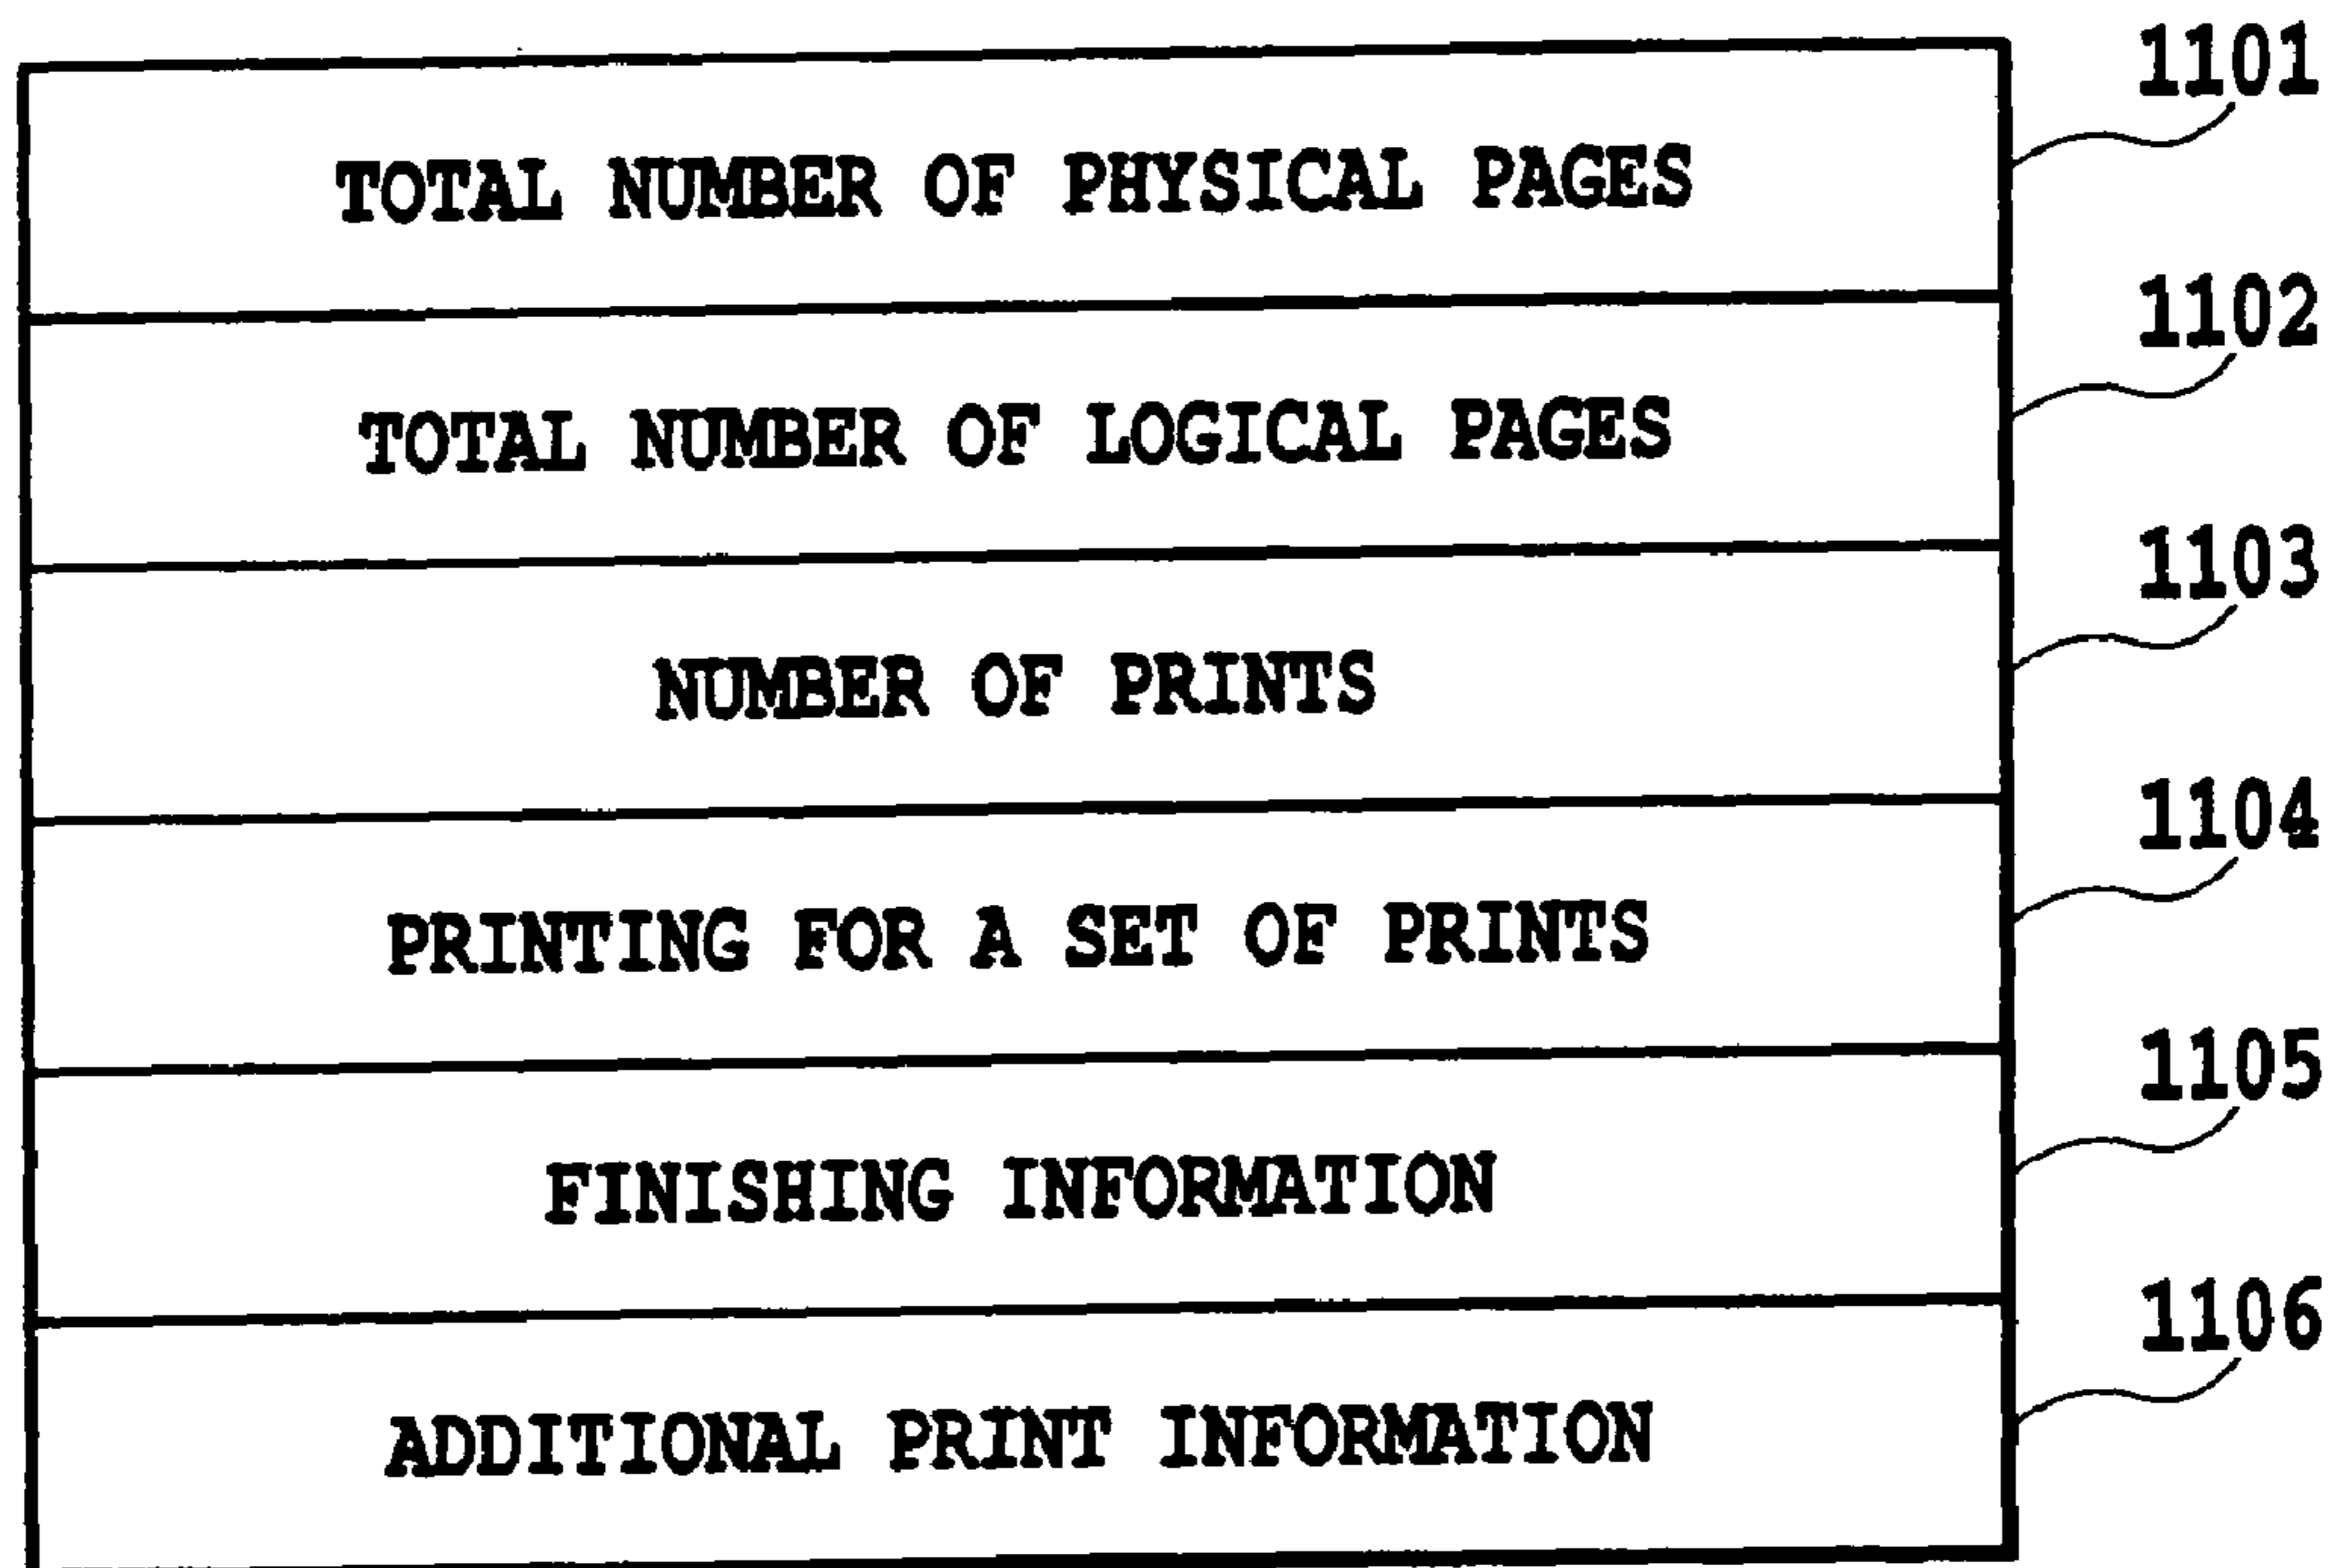 1101
TOTAL NUMBER OF PHYSICAL PAGES
1102
TOTAL NUMBER OF LOGICAL PAGES
1103
NUMBER OF PRINTS
1104
PRINTING FOR A SET OF PRINTS
1105
FINISHING INFORMATION
1106
ADDITIONAL PRINT INFORMATION